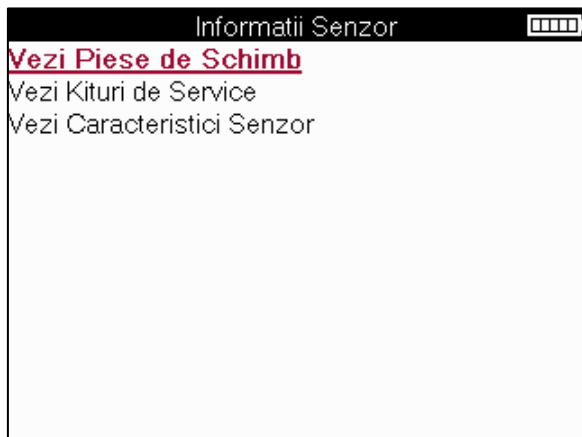 Informatii Senzor
Vezi Piese de Schimb
Vezi Kituri de Service
Vezi Caracteristici Senzor